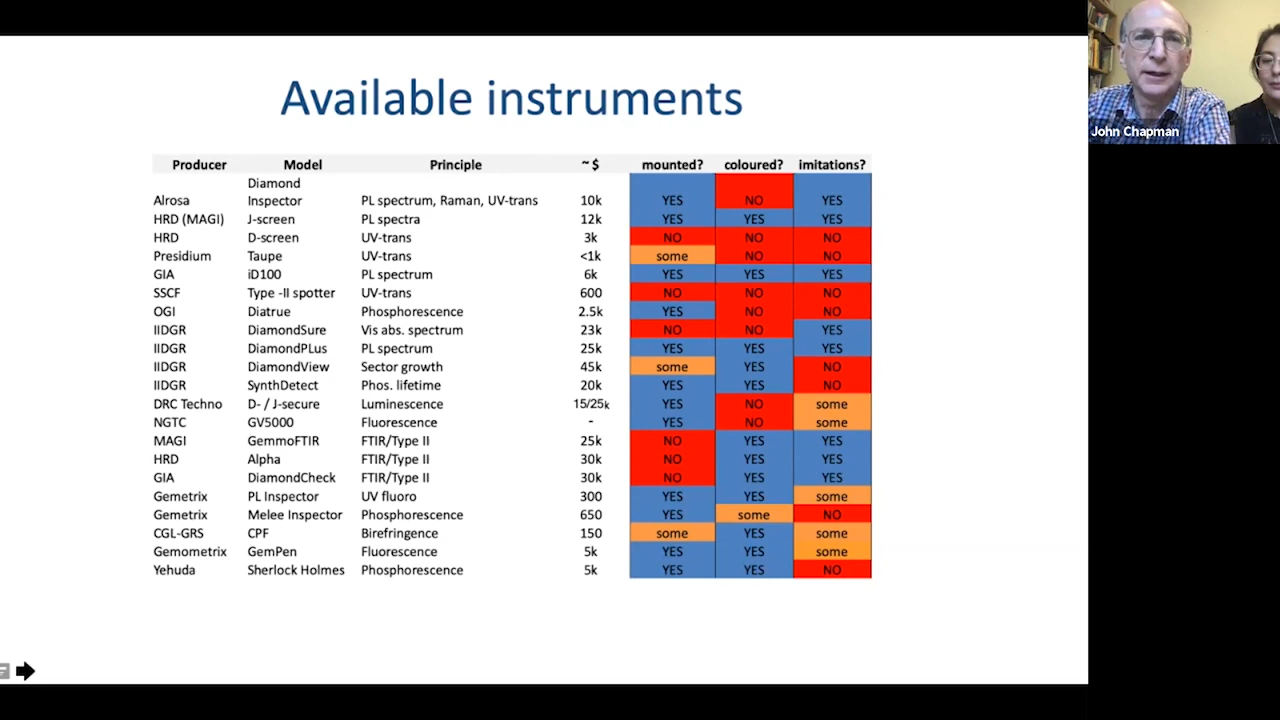 Available instruments
Producer Model Principle ~ $ mounted? coloured? imitations?
Diamond
Alrosa Inspector PL spectrum, Raman, UV-trans 10k YES NO YES
HRD (MAGI) J-screen PL spectra 12k YES YES YES
HRD D-screen UV-trans 3k NO NO NO
Presidium Taupe UV-trans <1k some NO NO
GIA iD100 PL spectrum 6k YES YES YES
SSCF Type -II spotter UV-trans 600 NO NO NO
OGI Diatrue Phosphorescence 2.5k YES NO NO
IIDGR DiamondSure Vis abs. spectrum 23k NO NO YES
IIDGR DiamondPLus PL spectrum 25k YES YES YES
IIDGR DiamondView Sector growth 45k some YES NO
IIDGR SynthDetect Phos. lifetime 20k YES YES NO
DRC Techno D- / J-secure Luminescence 15/25k YES NO some
NGTC GV5000 Fluorescence - YES NO some
MAGI GemmoFTIR FTIR/Type II 25k NO YES YES
HRD Alpha FTIR/Type II 30k NO YES YES
GIA DiamondCheck FTIR/Type II 30k NO YES YES
Gemetrix PL Inspector UV fluoro 300 YES YES some
Gemetrix Melee Inspector Phosphorescence 650 YES some NO
CGL-GRS CPF Birefringence 150 some YES some
Gemometrix GemPen Fluorescence 5k YES YES some
Yehuda Sherlock Holmes Phosphorescence 5k YES YES NO
John Chapman